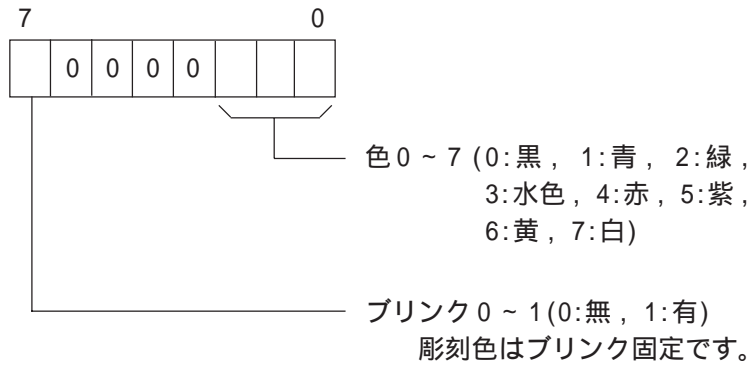 7 0
0 0 0 0
色0 ~ 7 (0:黒 , 1:青 , 2:緑 ,
3:水色 , 4:赤 , 5:紫 ,
6:黄 , 7:白)
ブリンク 0 ~ 1(0:無 , 1:有)
彫刻色はブリンク固定です。